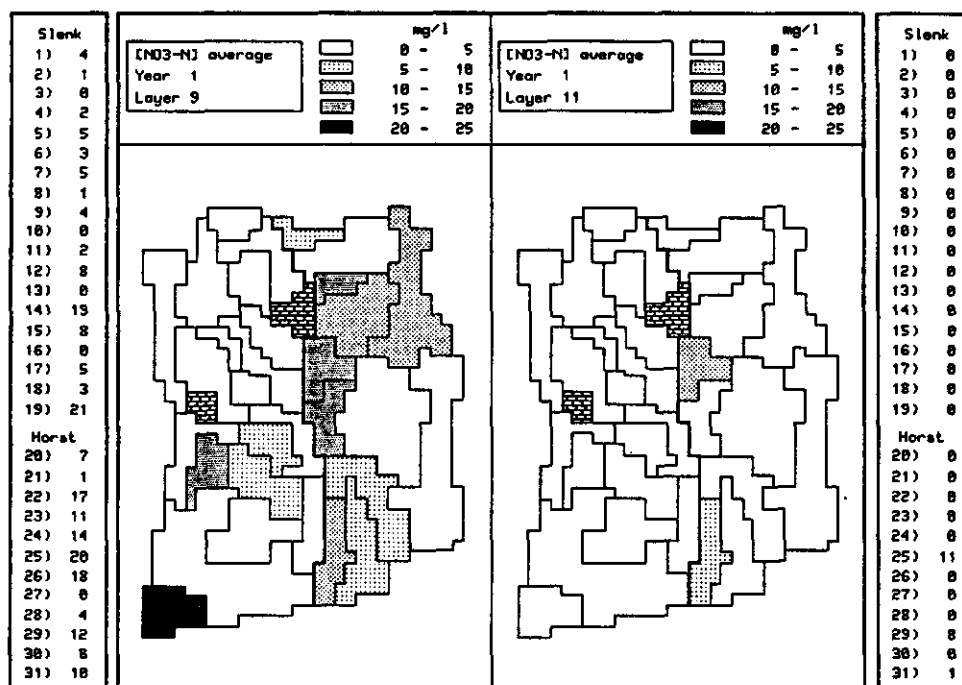 Slenk
1) 4
2) 1
3) 0
4) 2
5) 5
6) 3
7) 5
8) 1
9) 4
10) 0
11) 2
12) 8
13) 0
14) 19
15) 8
16) 0
17) 5
18) 3
19) 21
Horst
20) 7
21) 1
22) 17
23) 11
24) 14
25) 20
26) 18
27) 0
28) 4
29) 12
30) 6
31) 10
[NO3-N] average
Year 1
Layer 9
mg/l
0 - 5
5 - 10
10 - 15
15 - 20
20 - 25
[NO3-N] average
Year 1
Layer 11
mg/l
0 - 5
5 - 10
10 - 15
15 - 20
20 - 25
Slenk
1) 0
2) 0
3) 0
4) 0
5) 0
6) 0
7) 0
8) 0
9) 0
10) 0
11) 0
12) 0
13) 0
14) 0
15) 0
16) 0
17) 0
18) 0
19) 0
Horst
20) 0
21) 0
22) 0
23) 0
24) 0
25) 11
26) 0
27) 0
28) 0
29) 8
30) 0
31) 1